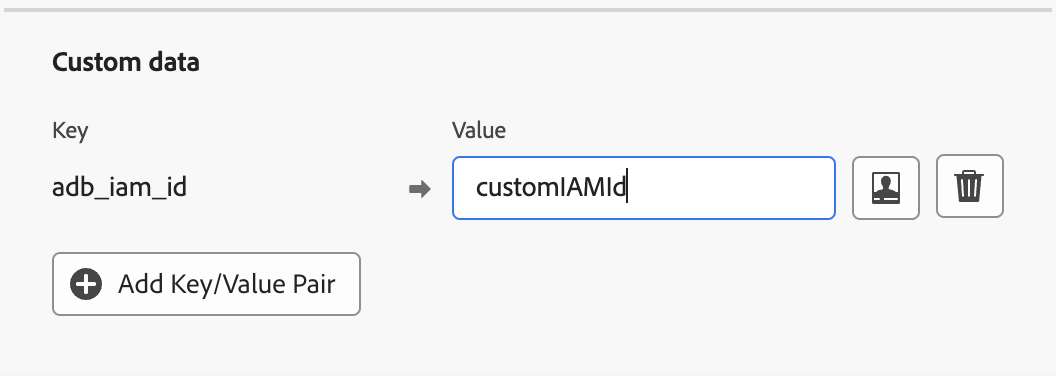 Custom data
Key Value
adb_iam_id customIAMId
Add Key/Value Pair